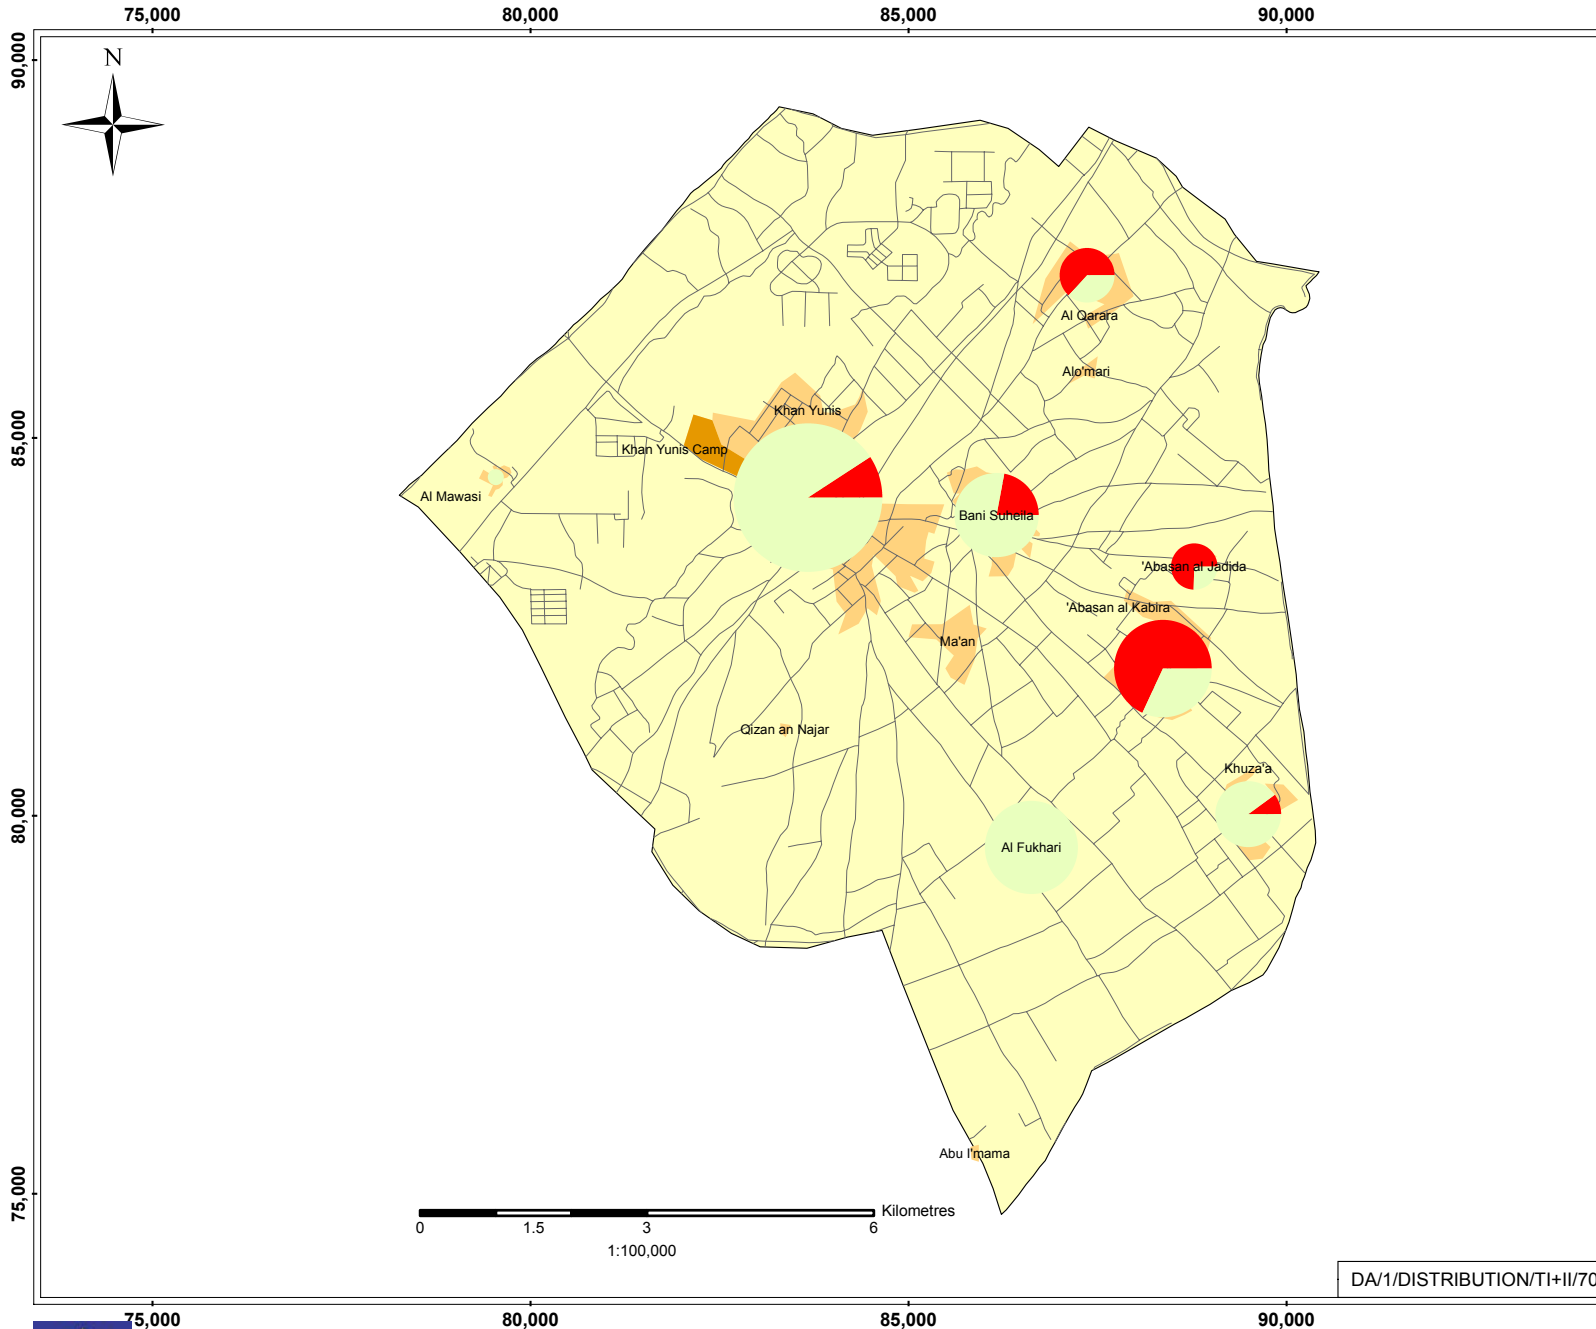 75,000 80,000 85,000 90,000
90,000
N
Al Qarara
Alo'mari
Khan Yunis
85,000
Khan Yunis Camp
Al Mawasi
Bani Suheila
'Abasan al Jadida
'Abasan al Kabira
Ma'an
Qizan an Najar
Khuza'a
80,000
Al Fukhari
Abu I'mama
75,000
Kilometres
0 1.5 3 6
1:100,000
DA/1/DISTRIBUTION/TI+II/70
75,000 80,000 85,000 90,000